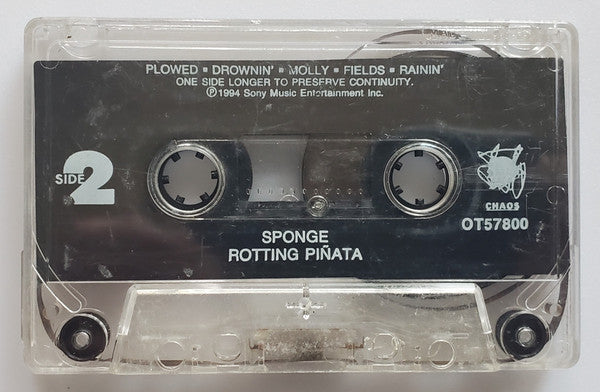 PLOWED ▪ DROWNIN' ▪ MOLLY ▪ FIELDS ▪ RAININ'
ONE SIDE LONGER TO PRESERVE CONTINUITY.
Ⓟ1994 Sony Music Entertainment Inc.
SIDE 2
CHAOS
OT57800
SPONGE
ROTTING PIÑATA